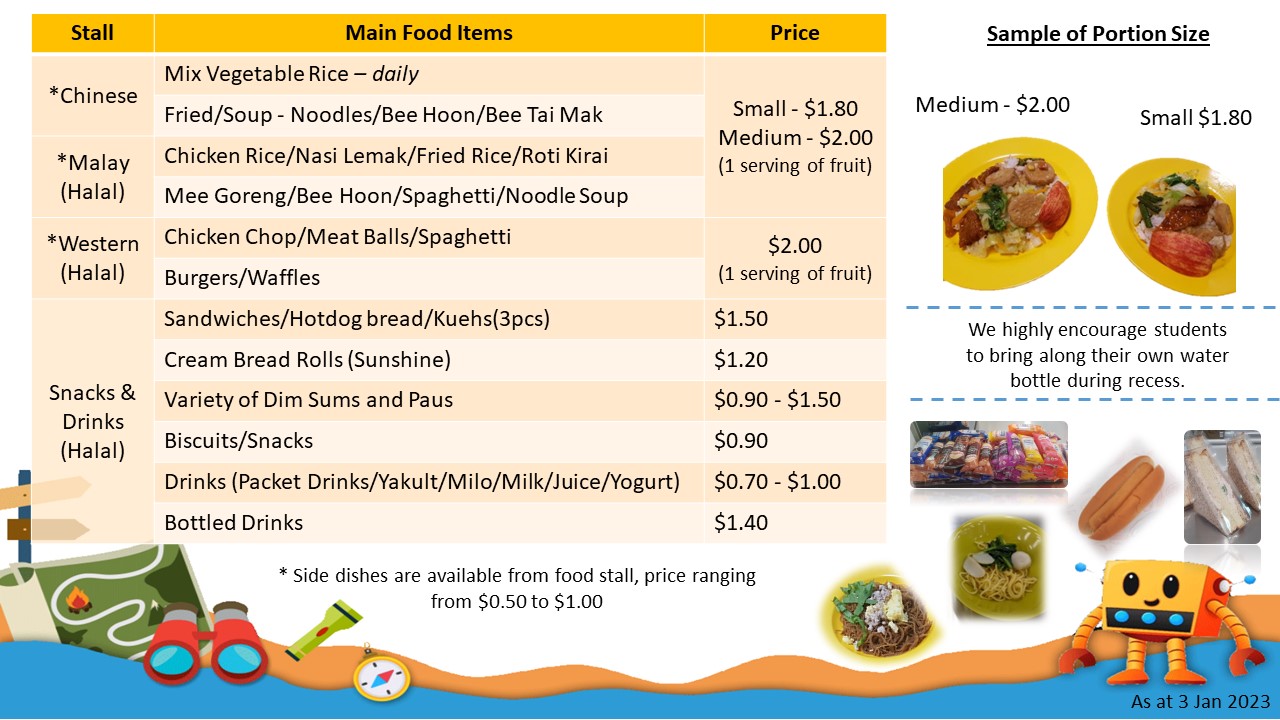 Stall
Main Food Items
Price
*Chinese
Mix Vegetable Rice – daily
Fried/Soup - Noodles/Bee Hoon/Bee Tai Mak
Small - $1.80
Medium - $2.00
(1 serving of fruit)
*Malay
(Halal)
Chicken Rice/Nasi Lemak/Fried Rice/Roti Kirai
Mee Goreng/Bee Hoon/Spaghetti/Noodle Soup
*Western
(Halal)
Chicken Chop/Meat Balls/Spaghetti
Burgers/Waffles
$2.00
(1 serving of fruit)
Snacks &
Drinks
(Halal)
Sandwiches/Hotdog bread/Kuehs(3pcs)
$1.50
Cream Bread Rolls (Sunshine)
$1.20
Variety of Dim Sums and Paus
$0.90 - $1.50
Biscuits/Snacks
$0.90
Drinks (Packet Drinks/Yakult/Milo/Milk/Juice/Yogurt)
$0.70 - $1.00
Bottled Drinks
$1.40
* Side dishes are available from food stall, price ranging
from $0.50 to $1.00
Sample of Portion Size
Medium - $2.00
Small $1.80
We highly encourage students
to bring along their own water
bottle during recess.
As at 3 Jan 2023